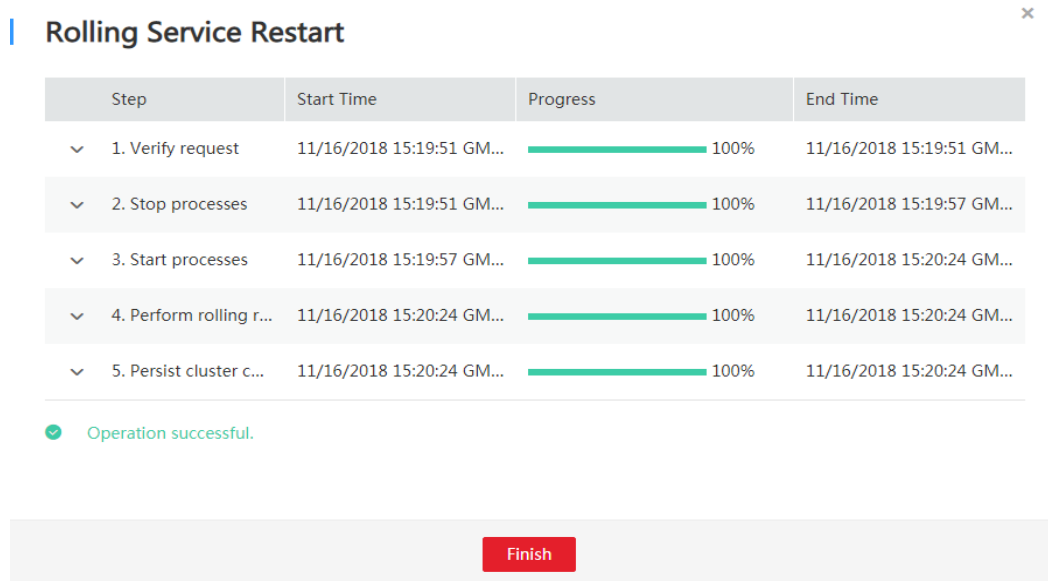 Rolling Service Restart
×
Step Start Time Progress End Time
1. Verify request 11/16/2018 15:19:51 GM... 100% 11/16/2018 15:19:51 GM...
2. Stop processes 11/16/2018 15:19:51 GM... 100% 11/16/2018 15:19:57 GM...
3. Start processes 11/16/2018 15:19:57 GM... 100% 11/16/2018 15:20:24 GM...
4. Perform rolling r... 11/16/2018 15:20:24 GM... 100% 11/16/2018 15:20:24 GM...
5. Persist cluster c... 11/16/2018 15:20:24 GM... 100% 11/16/2018 15:20:24 GM...
Operation successful.
Finish